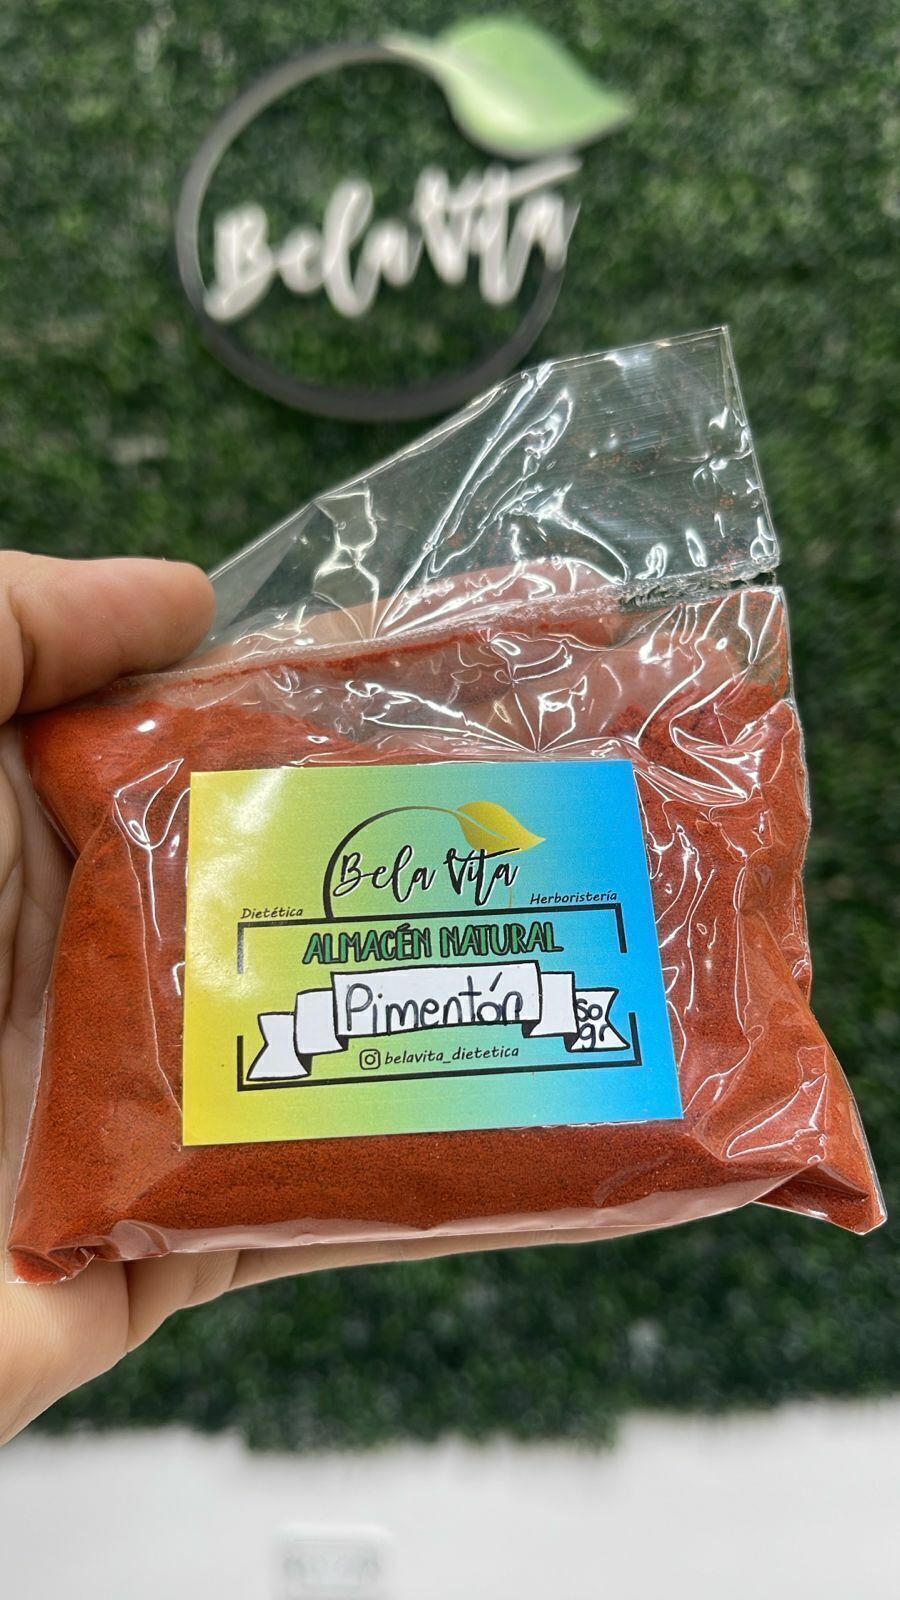 Bela Vita
Bela Vita
Dietética
Herboristería
ALMACÉN NATURAL
Pimentón
50
gr
belavita_dietetica